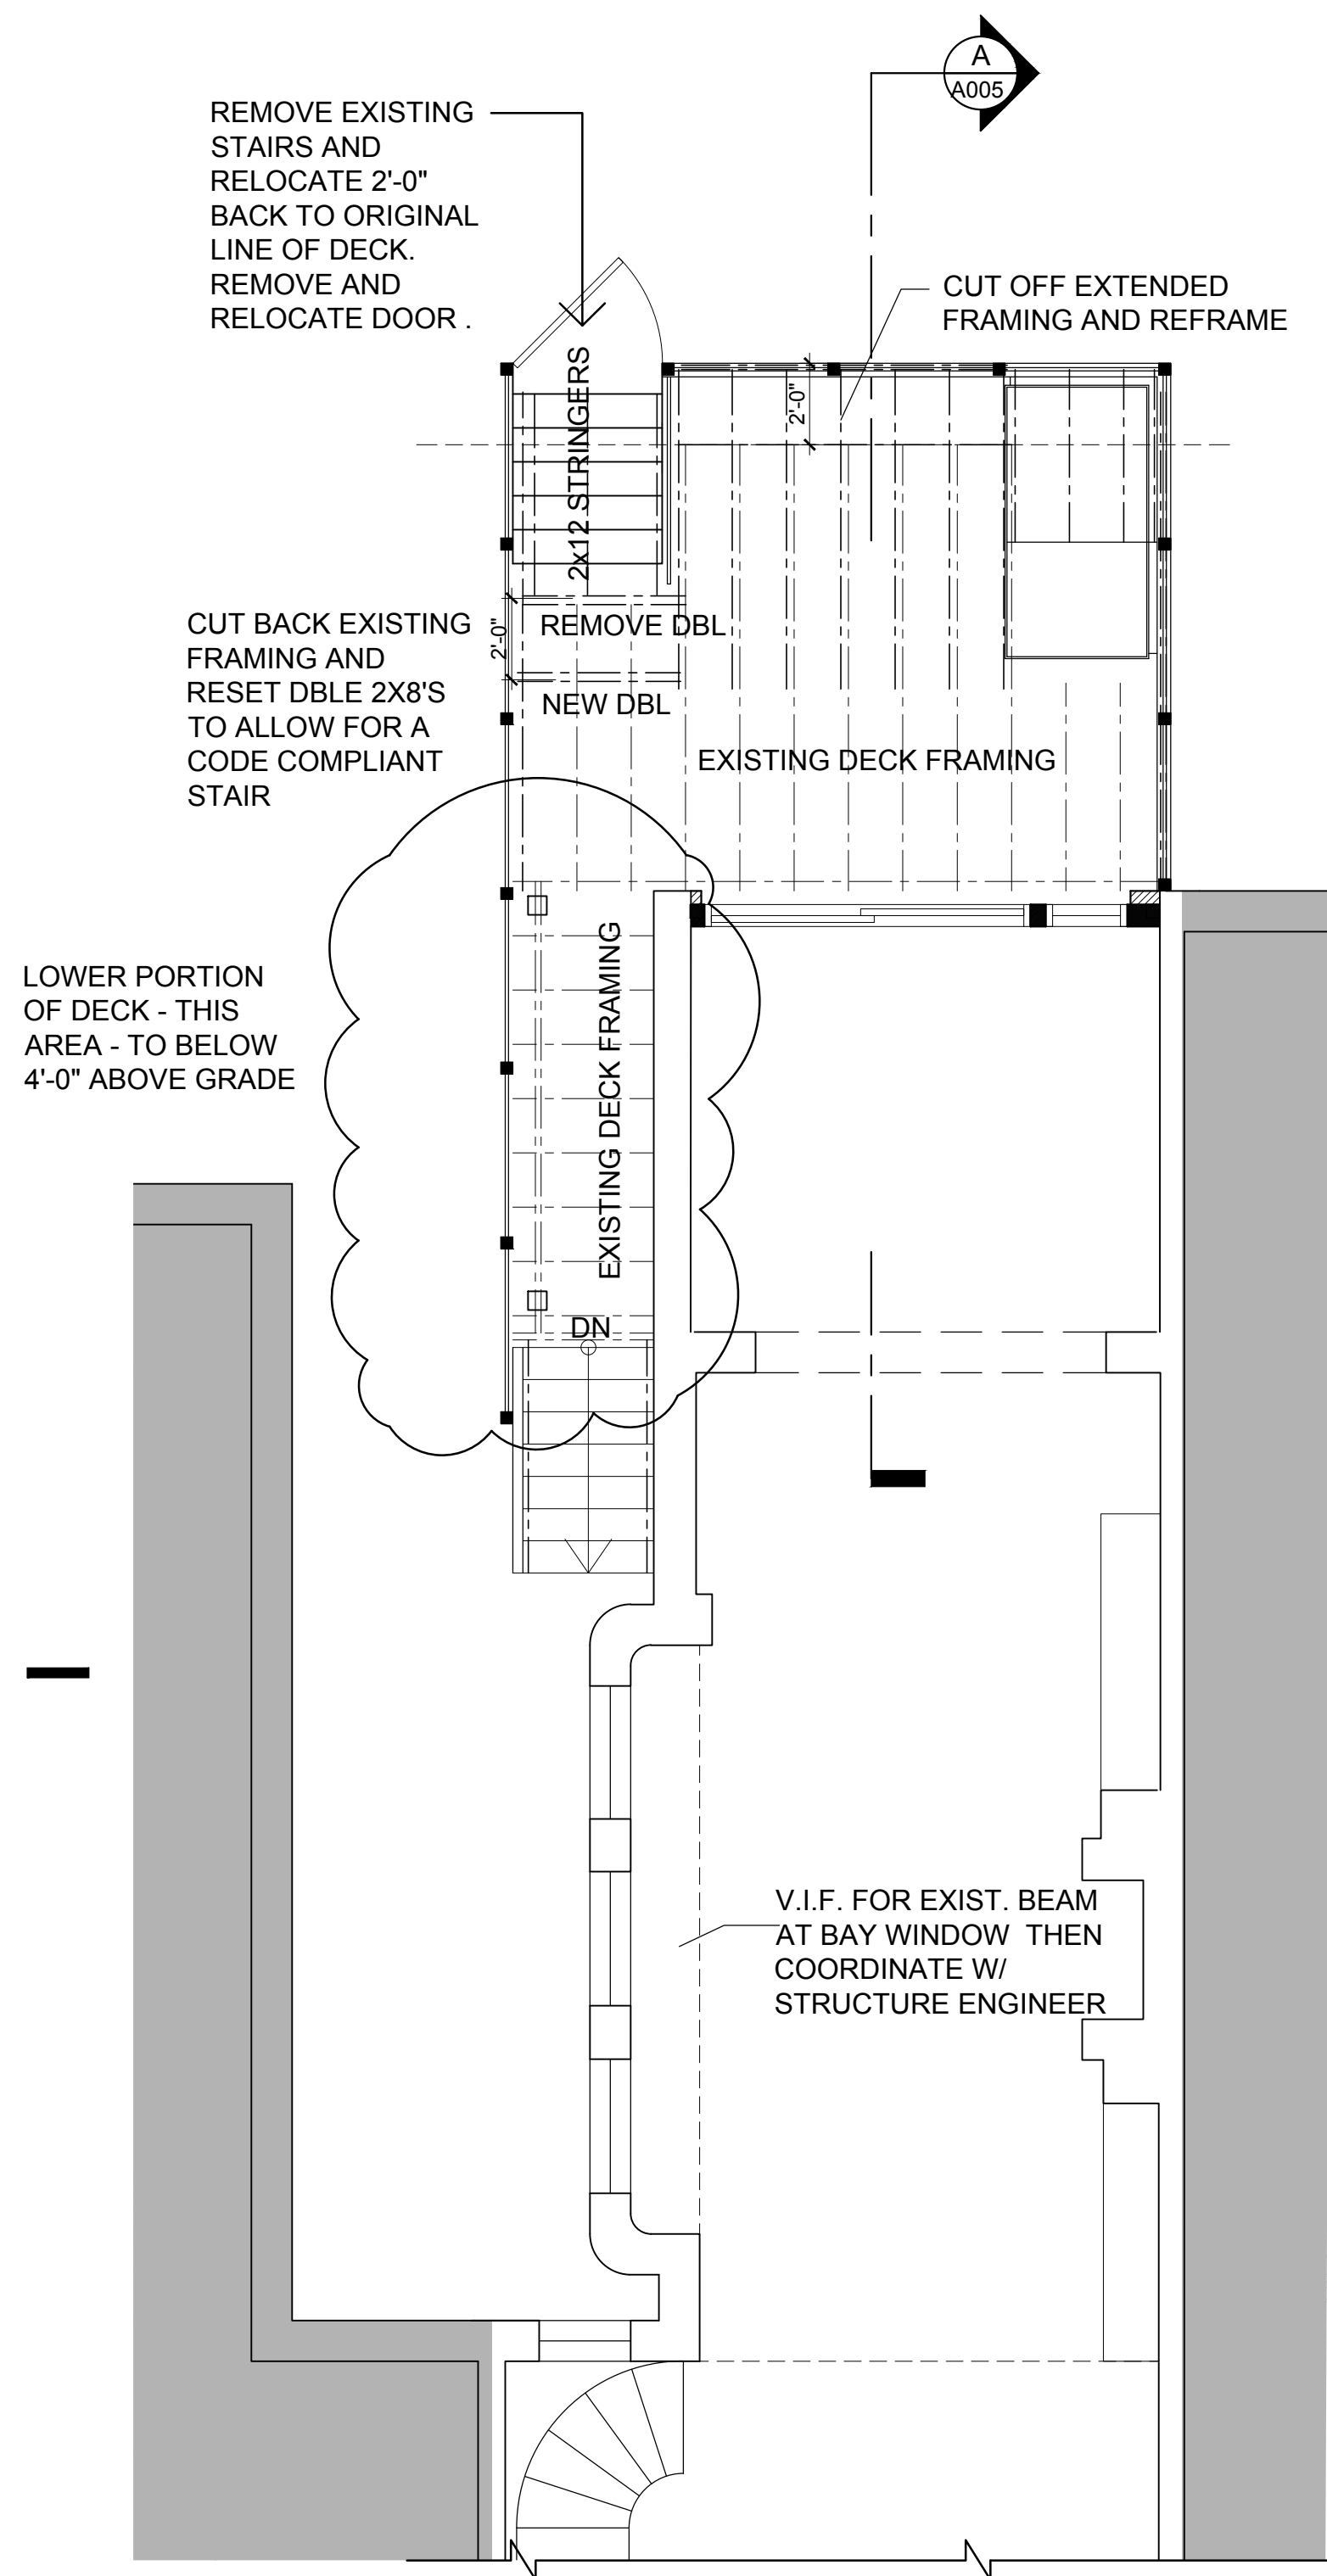 A
A005
REMOVE EXISTING
STAIRS AND
RELOCATE 2'-0"
BACK TO ORIGINAL
LINE OF DECK.
REMOVE AND
RELOCATE DOOR .
CUT OFF EXTENDED
FRAMING AND REFRAME
2'-0"
2x12 STRINGERS
CUT BACK EXISTING
FRAMING AND
RESET DBLE 2X8'S
TO ALLOW FOR A
CODE COMPLIANT
STAIR
2'-0"
REMOVE DBL
NEW DBL
EXISTING DECK FRAMING
LOWER PORTION
OF DECK - THIS
AREA - TO BELOW
4'-0" ABOVE GRADE
EXISTING DECK FRAMING
DN
V.I.F. FOR EXIST. BEAM
AT BAY WINDOW THEN
COORDINATE W/
STRUCTURE ENGINEER